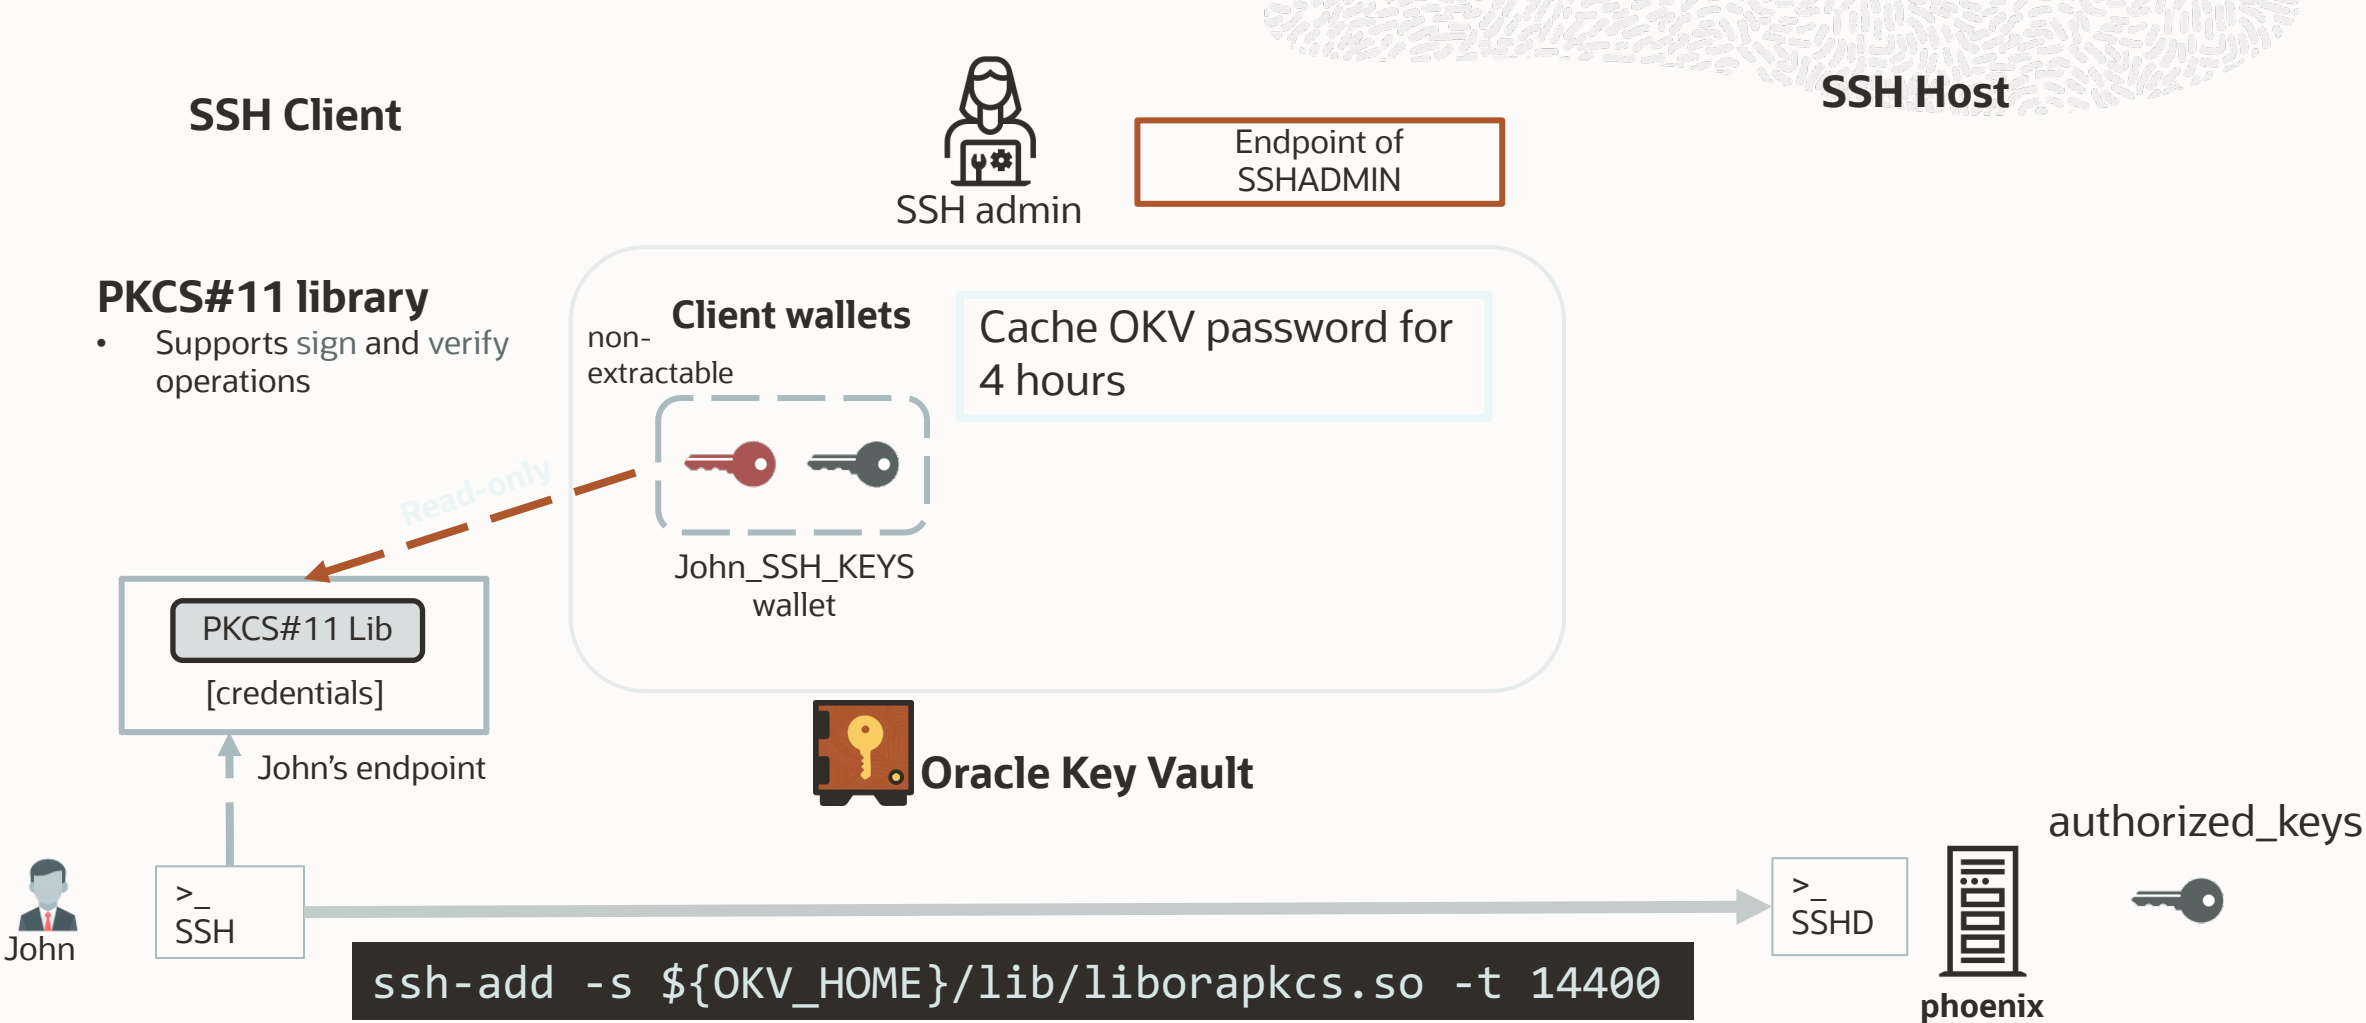 SSH Client
SSH Host
SSH admin
Endpoint of
SSHADMIN
PKCS#11 library
• Supports sign and verify
operations
non-
extractable
Client wallets
Cache OKV password for
4 hours
Read-only
John_SSH_KEYS
wallet
PKCS#11 Lib
[credentials]
John’s endpoint
Oracle Key Vault
authorized_keys
John
>_
SSH
>_
SSHD
phoenix
ssh-add -s ${OKV_HOME}/lib/liborapkcs.so -t 14400